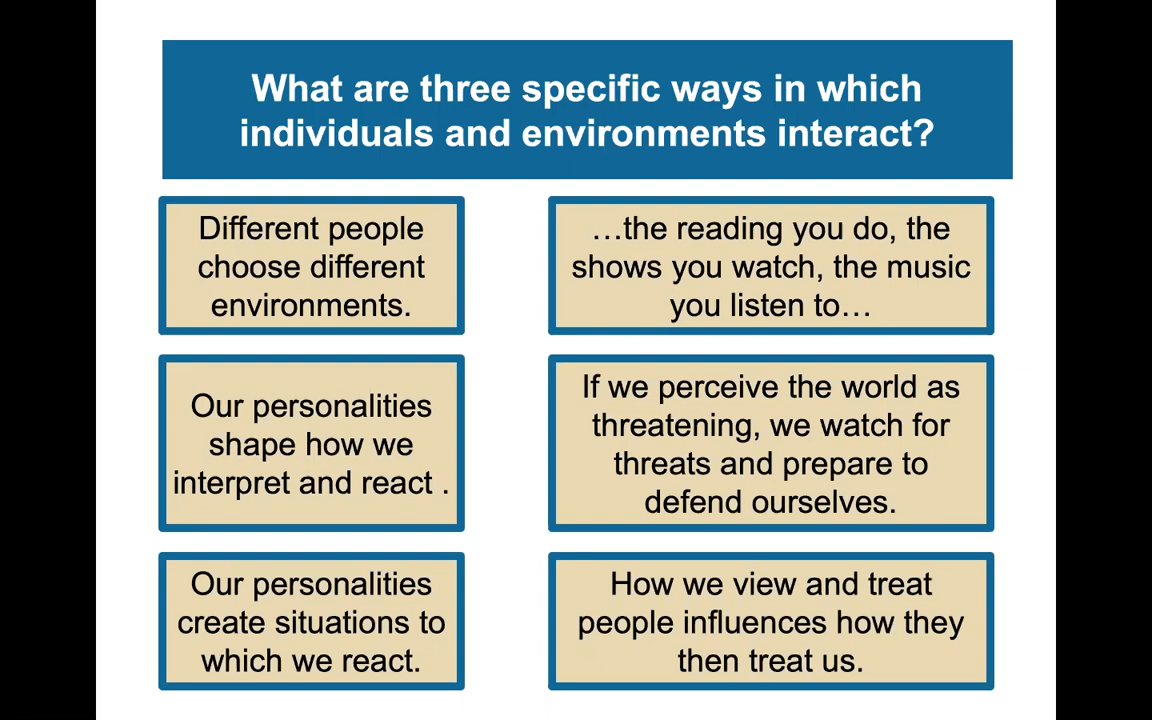 What are three specific ways in which
individuals and environments interact?
Different people
choose different
environments.
…the reading you do, the
shows you watch, the music
you listen to…
Our personalities
shape how we
interpret and react .
If we perceive the world as
threatening, we watch for
threats and prepare to
defend ourselves.
Our personalities
create situations to
which we react.
How we view and treat
people influences how they
then treat us.